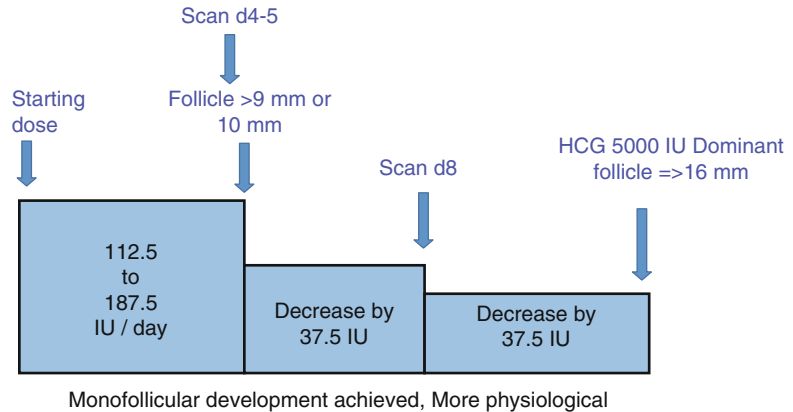 Scan d4-5
Starting
dose
Follicle >9 mm or
10 mm
Scan d8
HCG 5000 IU Dominant
follicle =>16 mm
112.5
to
187.5
IU / day
Decrease by
37.5 IU
Decrease by
37.5 IU
Monofollicular development achieved, More physiological